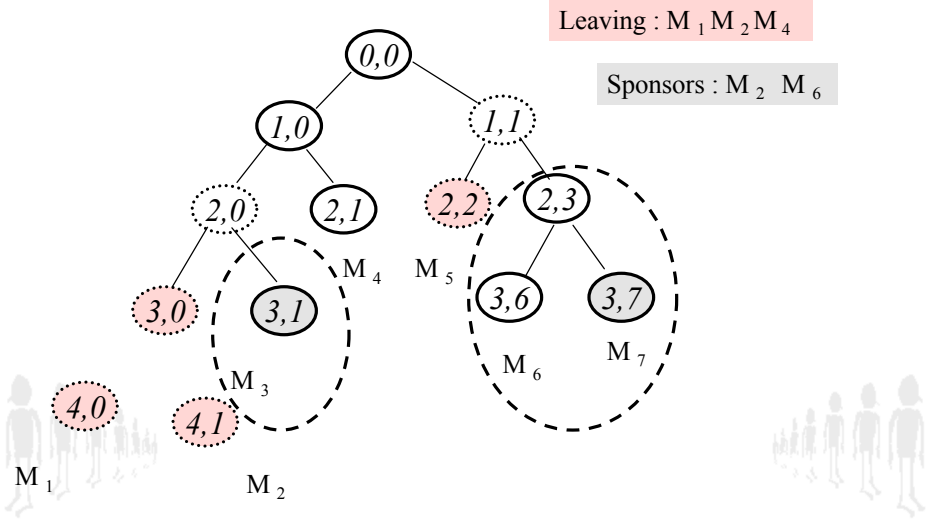 Leaving : M 1 M 2 M 4
0,0
Sponsors : M 2 M 6
1,0
1,1
2,0
2,1
2,2
2,3
M 4
M 5
3,0
3,1
3,6
3,7
M 3
M 6
M 7
4,0
4,1
M 1
M 2